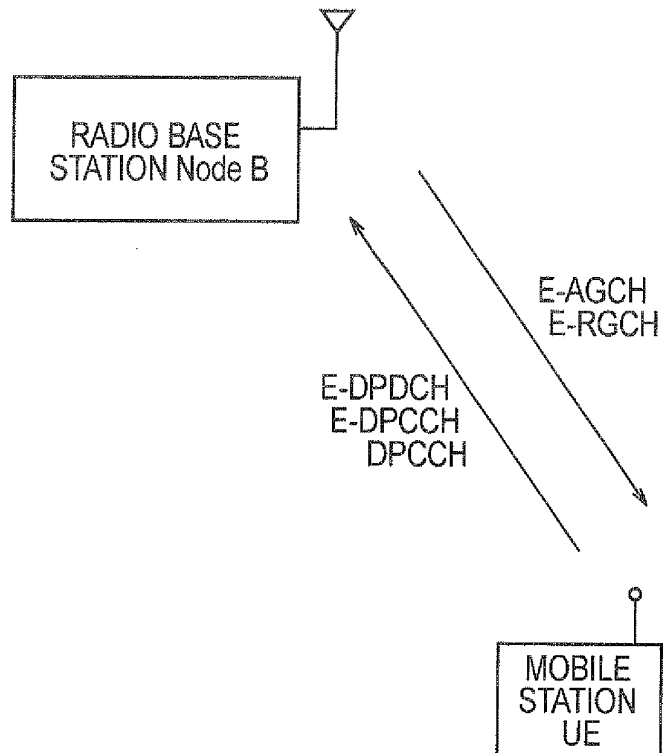 RADIO BASE
STATION Node B
E-AGCH
E-RGCH
E-DPDCH
E-DPCCH
DPCCH
MOBILE
STATION
UE